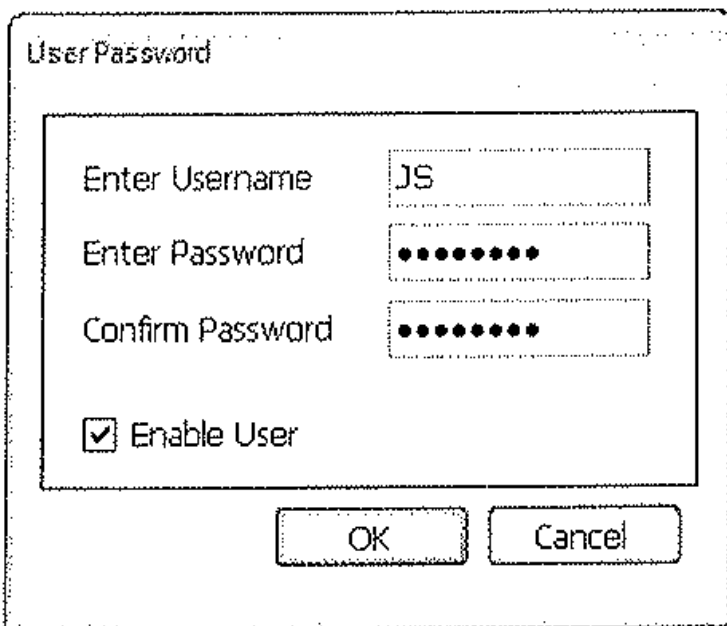 User Password
Enter Username JS
Enter Password ●●●●●●●●
Confirm Password ●●●●●●●●
Enable User
OK Cancel